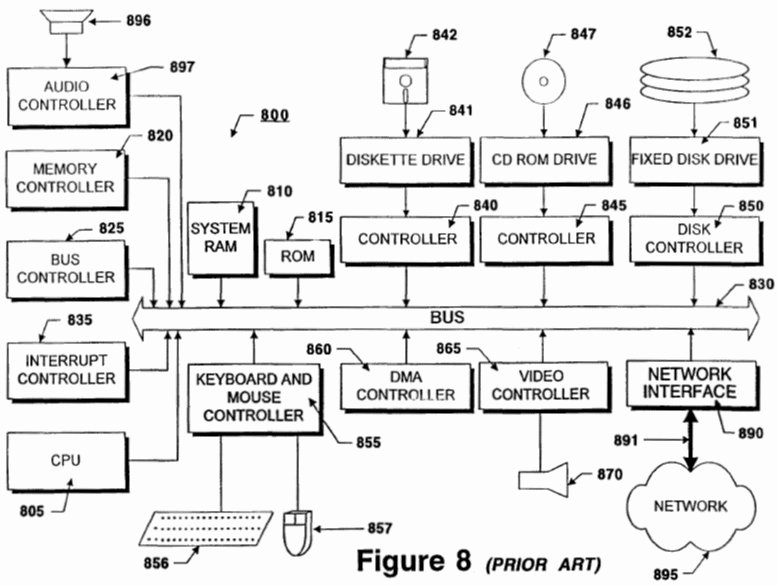 896
842
847
852
AUDIO
CONTROLLER
897
800
841
846
851
820
DISKETTE DRIVE
CD ROM DRIVE
FIXED DISK DRIVE
MEMORY
CONTROLLER
810
SYSTEM
RAM
815
ROM
840
CONTROLLER
845
CONTROLLER
850
DISK
CONTROLLER
825
BUS
CONTROLLER
830
BUS
835
INTERRUPT
CONTROLLER
KEYBOARD AND
MOUSE
CONTROLLER
855
860
DMA
CONTROLLER
865
VIDEO
CONTROLLER
NETWORK
INTERFACE
890
891
CPU
805
870
NETWORK
895
856
857
Figure 8 (PRIOR ART)